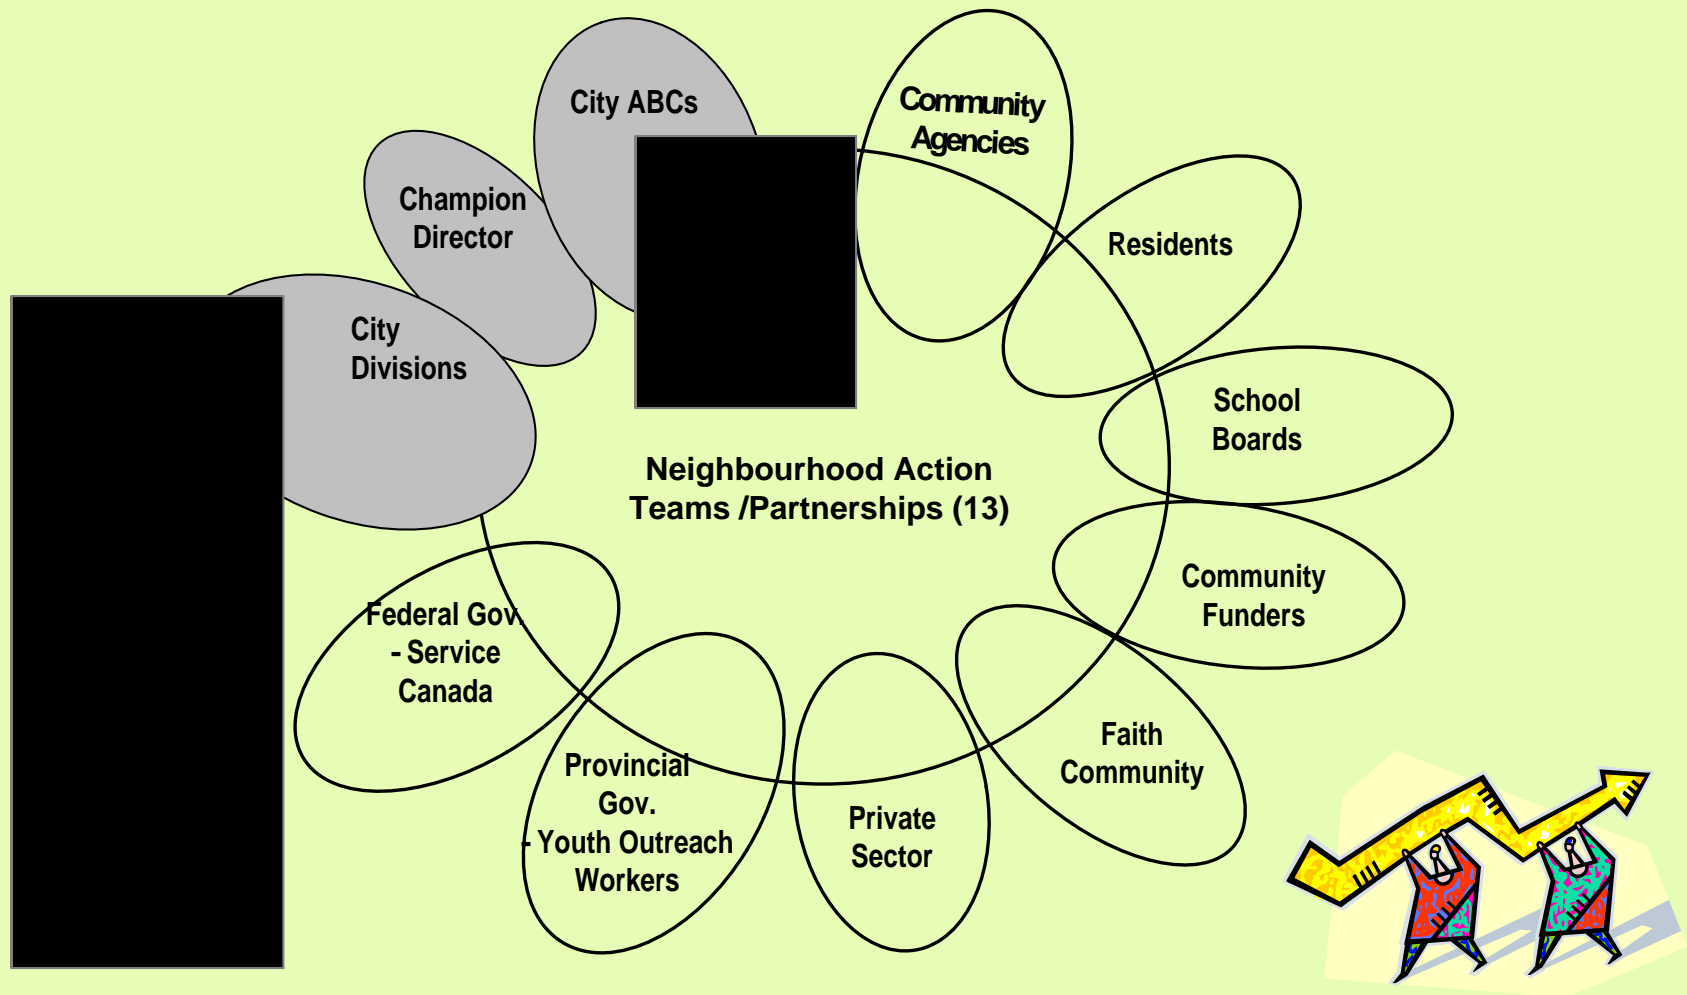 City ABCs
Community
Agencies
Champion
Director
Residents
City
Divisions
School
Boards
Neighbourhood Action
Teams /Partnerships (13)
Community
Funders
Federal Gov.
- Service
Canada
Faith
Community
Provincial
Gov.
- Youth Outreach
Workers
Private
Sector